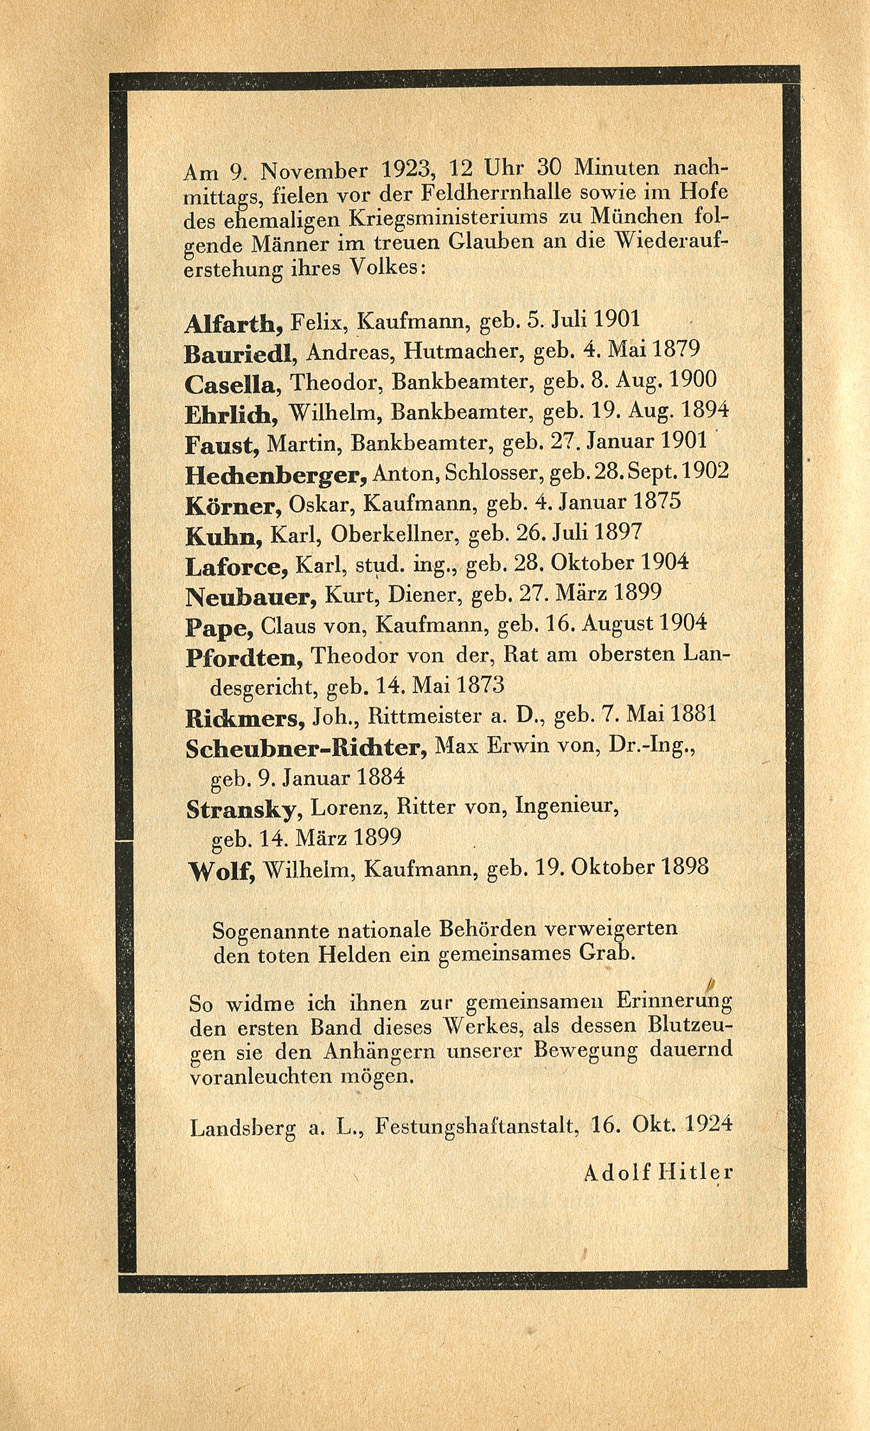 Am 9. November 1923, 12 Uhr 30 Minuten nach-
mittags, fielen vor der Feldherrnhalle sowie im Hofe
des ehemaligen Kriegsministeriums zu München fol-
gende Männer im treuen Glauben an die Wiederauf-
erstehung ihres Volkes:
Alfarth, Felix, Kaufmann, geb. 5. Juli 1901
Bauriedl, Andreas, Hutmacher, geb. 4. Mai 1879
Casella, Theodor, Bankbeamter, geb. 8. Aug. 1900
Ehrlich, Wilhelm, Bankbeamter, geb. 19. Aug. 1894
Faust, Martin, Bankbeamter, geb. 27. Januar 1901
Hechenberger, Anton, Schlosser, geb. 28. Sept. 1902
Körner, Oskar, Kaufmann, geb. 4. Januar 1875
Kuhn, Karl, Oberkellner, geb. 26. Juli 1897
Laforce, Karl, stud. ing., geb. 28. Oktober 1904
Neubauer, Kurt, Diener, geb. 27. März 1899
Pape, Claus von, Kaufmann, geb. 16. August 1904
Pfordten, Theodor von der, Rat am obersten Lan-
desgericht, geb. 14. Mai 1873
Rickmers, Joh., Rittmeister a. D., geb. 7. Mai 1881
Scheubner-Richter, Max Erwin von, Dr.-Ing.,
geb. 9. Januar 1884
Stransky, Lorenz, Ritter von, Ingenieur,
geb. 14. März 1899
Wolf, Wilhelm, Kaufmann, geb. 19. Oktober 1898
Sogenannte nationale Behörden verweigerten
den toten Helden ein gemeinsames Grab.
So widme ich ihnen zur gemeinsamen Erinnerung
den ersten Band dieses Werkes, als dessen Blutzeu-
gen sie den Anhängern unserer Bewegung dauernd
voranleuchten mögen.
Landsberg a. L., Festungshaftanstalt, 16. Okt. 1924
Adolf Hitler